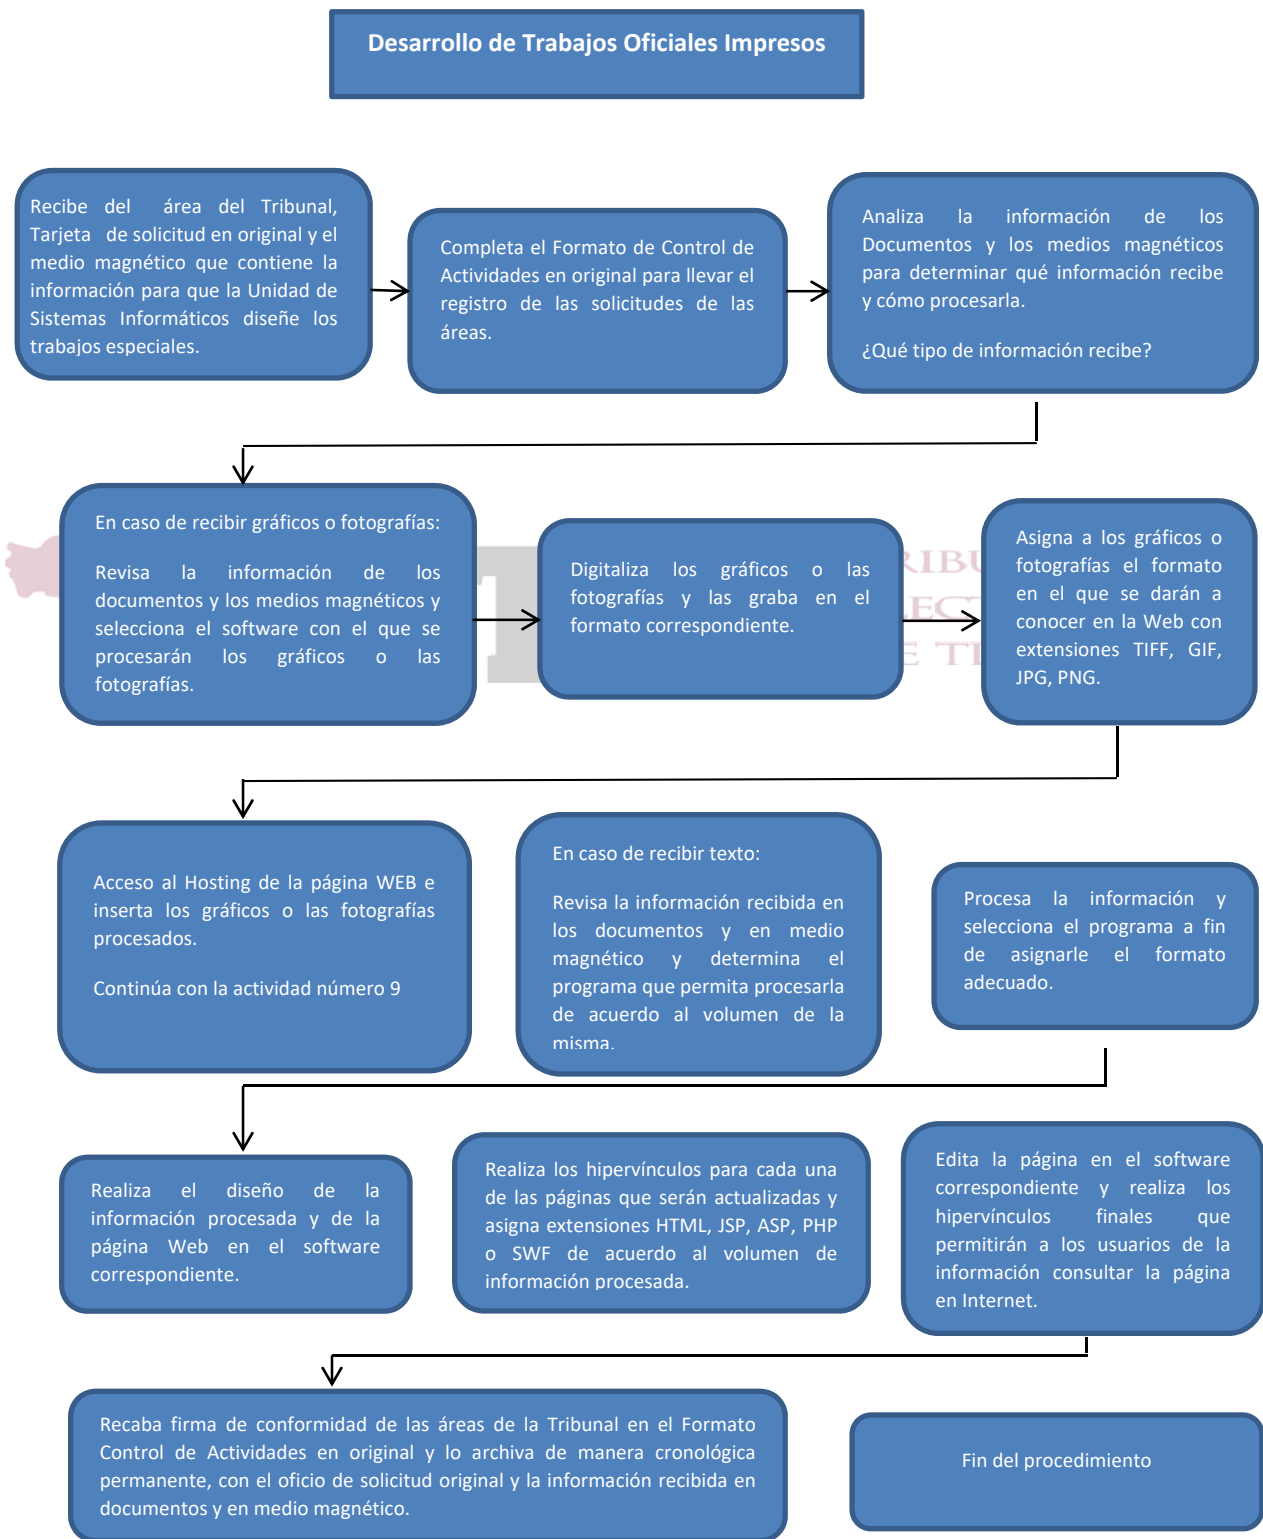 Desarrollo de Trabajos Oficiales Impresos
Recibe del área del Tribunal,
Tarjeta de solicitud en original y el
medio magnético que contiene la
información para que la Unidad de
Sistemas Informáticos diseñe los
trabajos especiales.
Completa el Formato de Control de
Actividades en original para llevar el
registro de las solicitudes de las
áreas.
Analiza la información de los
Documentos y los medios magnéticos
para determinar qué información recibe
y cómo procesarla.
¿Qué tipo de información recibe?
En caso de recibir gráficos o fotografías:
Revisa la información de los
documentos y los medios magnéticos y
selecciona el software con el que se
procesarán los gráficos o las
fotografías.
Digitaliza los gráficos o las
fotografías y las graba en el
formato correspondiente.
Asigna a los gráficos o
fotografías el formato
en el que se darán a
conocer en la Web con
extensiones TIFF, GIF,
JPG, PNG.
Acceso al Hosting de la página WEB e
inserta los gráficos o las fotografías
procesados.
Continúa con la actividad número 9
En caso de recibir texto:
Revisa la información recibida en
los documentos y en medio
magnético y determina el
programa que permita procesarla
de acuerdo al volumen de la
misma.
Procesa la información y
selecciona el programa a fin
de asignarle el formato
adecuado.
Realiza el diseño de la
información procesada y de la
página Web en el software
correspondiente.
Realiza los hipervínculos para cada una
de las páginas que serán actualizadas y
asigna extensiones HTML, JSP, ASP, PHP
o SWF de acuerdo al volumen de
información procesada.
Edita la página en el software
correspondiente y realiza los
hipervínculos finales que
permitirán a los usuarios de la
información consultar la página
en Internet.
Recaba firma de conformidad de las áreas de la Tribunal en el Formato
Control de Actividades en original y lo archiva de manera cronológica
permanente, con el oficio de solicitud original y la información recibida en
documentos y en medio magnético.
Fin del procedimiento